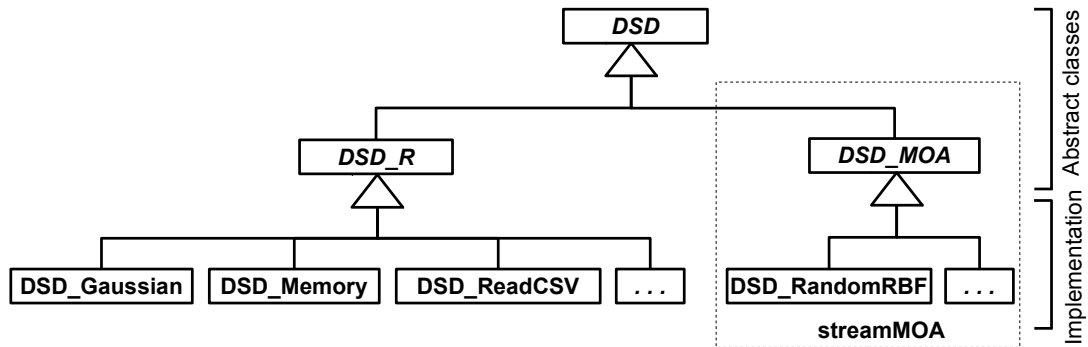 DSD
DSD_R
DSD_MOA
Abstract classes
DSD_Gaussian
DSD_Memory
DSD_ReadCSV
. . .
DSD_RandomRBF
. . .
streamMOA
Implementation